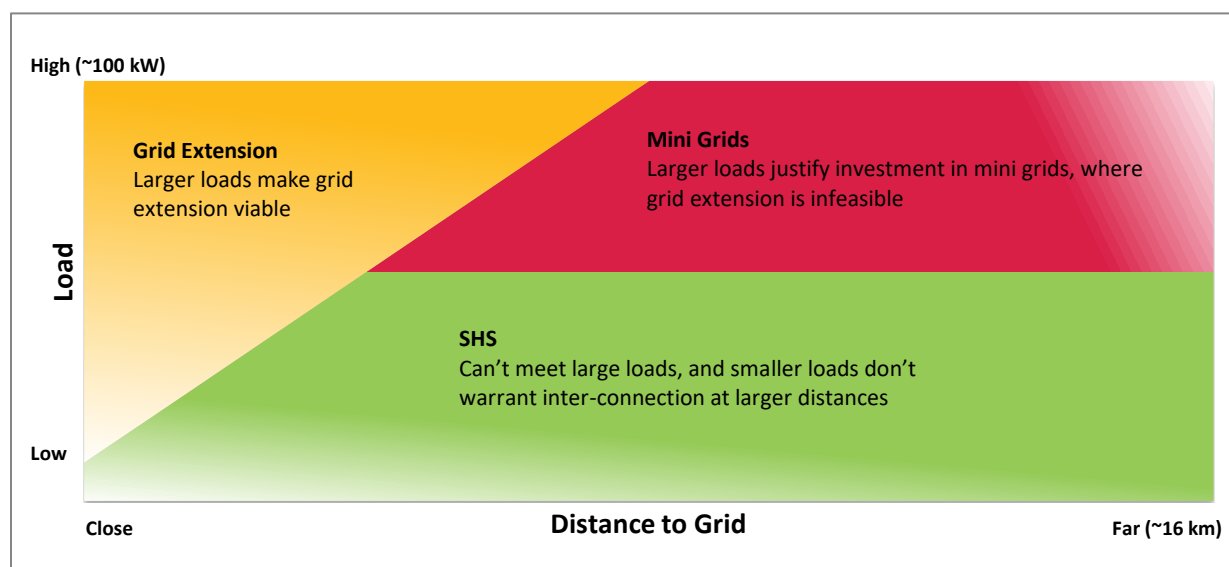 High (~100 kW)
Grid Extension
Larger loads make grid
extension viable
Mini Grids
Larger loads justify investment in mini grids, where
grid extension is infeasible
Load
SHS
Can’t meet large loads, and smaller loads don’t
warrant inter-connection at larger distances
Low
Close
Distance to Grid
Far (~16 km)